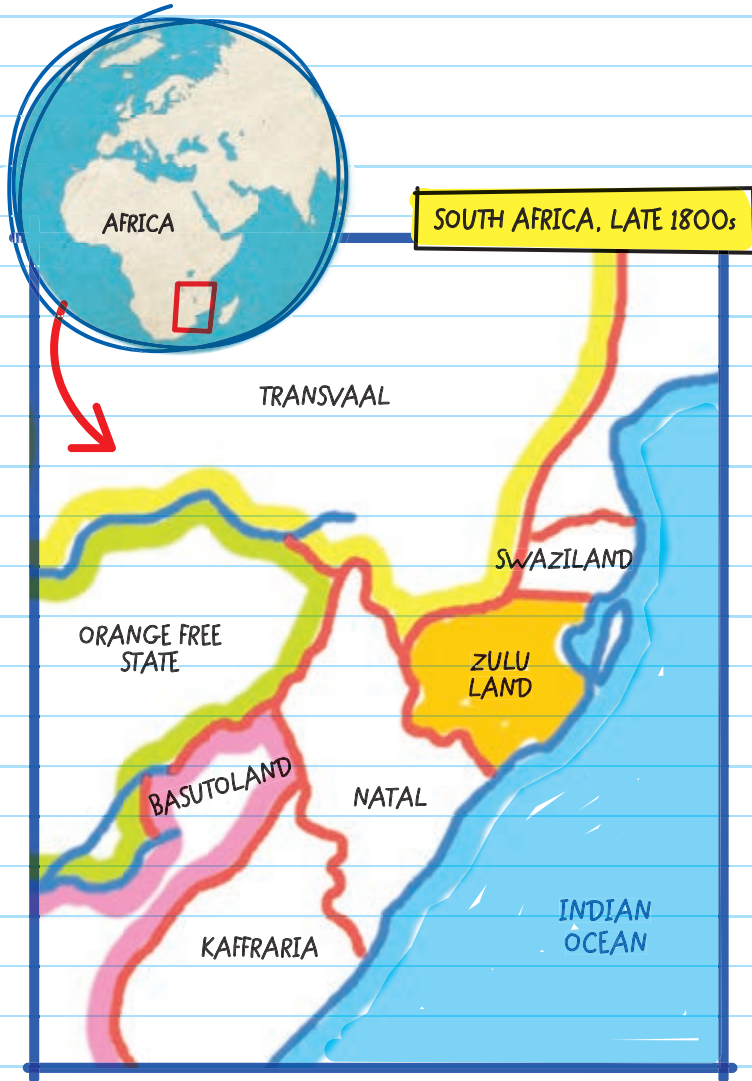 AFRICA
SOUTH AFRICA, LATE 1800s
TRANSVAAL
SWAZILAND
ORANGE FREE
STATE
ZULU
LAND
BASUTOLAND
NATAL
INDIAN
OCEAN
KAFFRARIA